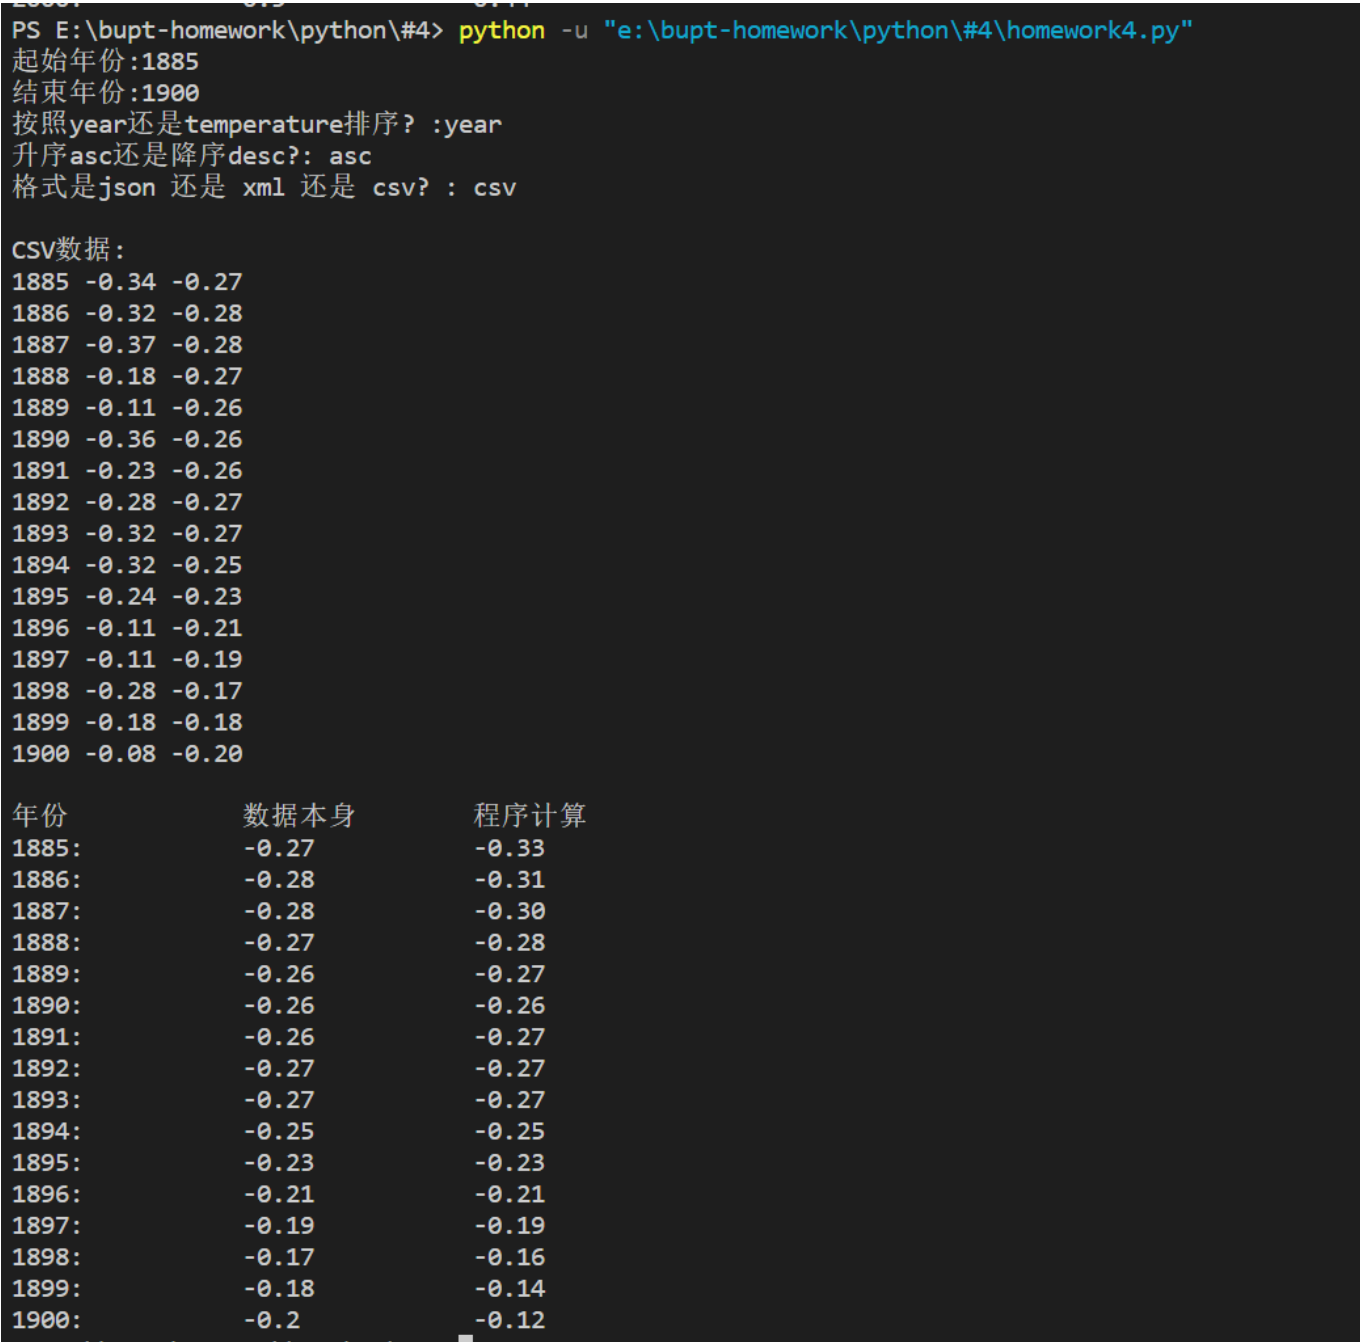 PS E:\bupt-homework\python\#4> python -u "e:\bupt-homework\python\#4\homework4.py"
起始年份:1885
结束年份:1900
按照year还是temperature排序? :year
升序asc还是降序desc?: asc
格式是json 还是 xml 还是 csv? : csv
CSV数据:
1885 -0.34 -0.27
1886 -0.32 -0.28
1887 -0.37 -0.28
1888 -0.18 -0.27
1889 -0.11 -0.26
1890 -0.36 -0.26
1891 -0.23 -0.26
1892 -0.28 -0.27
1893 -0.32 -0.27
1894 -0.32 -0.25
1895 -0.24 -0.23
1896 -0.11 -0.21
1897 -0.11 -0.19
1898 -0.28 -0.17
1899 -0.18 -0.18
1900 -0.08 -0.20
年份 数据本身 程序计算
1885: -0.27 -0.33
1886: -0.28 -0.31
1887: -0.28 -0.30
1888: -0.27 -0.28
1889: -0.26 -0.27
1890: -0.26 -0.26
1891: -0.26 -0.27
1892: -0.27 -0.27
1893: -0.27 -0.27
1894: -0.25 -0.25
1895: -0.23 -0.23
1896: -0.21 -0.21
1897: -0.19 -0.19
1898: -0.17 -0.16
1899: -0.18 -0.14
1900: -0.2 -0.12